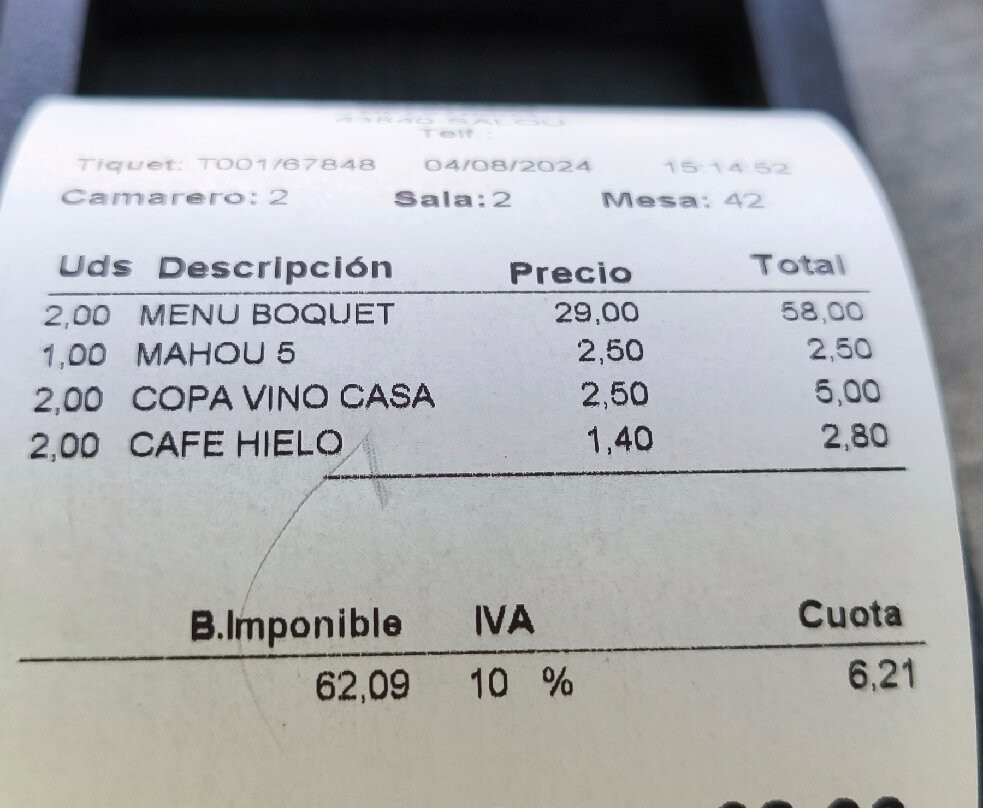 43840 SALOU
Telf.:
Tiquet: T001/67848 04/08/2024 15:14:52
Camarero: 2 Sala: 2 Mesa: 42
Uds Descripción Precio Total
2,00 MENU BOQUET 29,00 58,00
1,00 MAHOU 5 2,50 2,50
2,00 COPA VINO CASA 2,50 5,00
2,00 CAFE HIELO 1,40 2,80
B.Imponible IVA Cuota
62,09 10 % 6,21